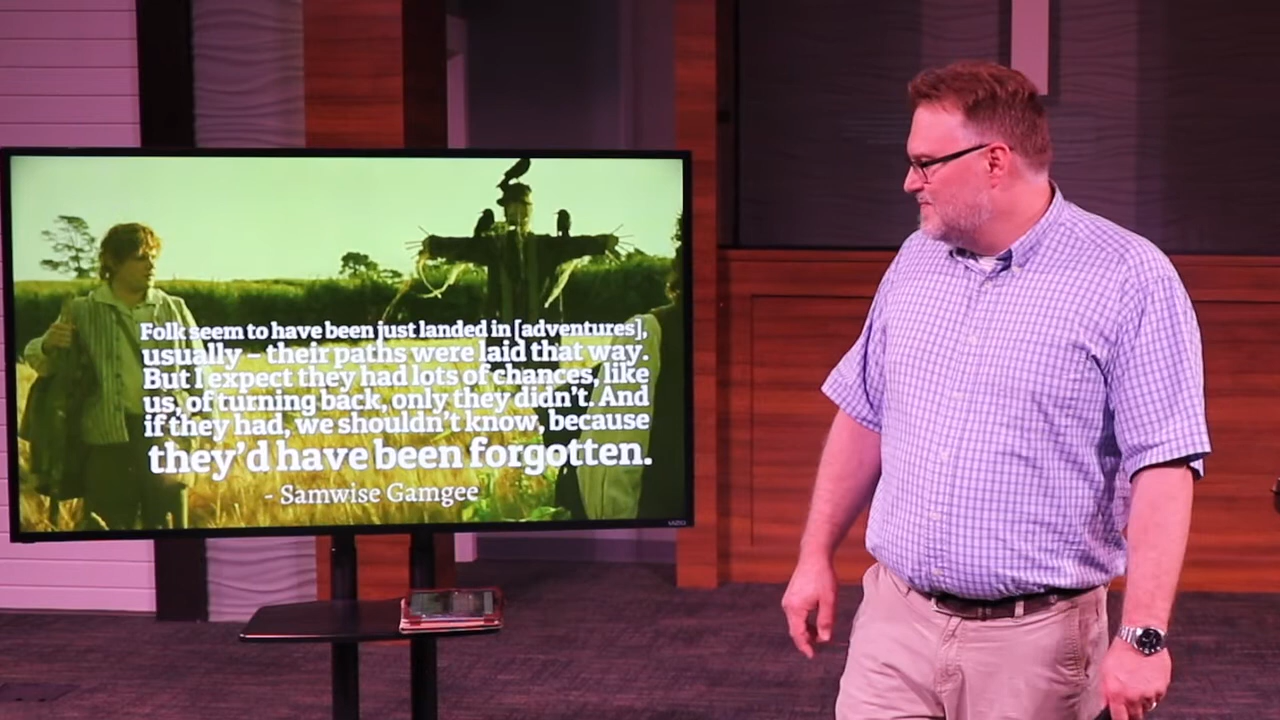 Folk seem to have been just landed in [adventures],
usually – their paths were laid that way.
But I expect they had lots of chances, like
us, of turning back, only they didn't. And
if they had, we shouldn't know, because
they'd have been forgotten.
- Samwise Gamgee
VIZIO